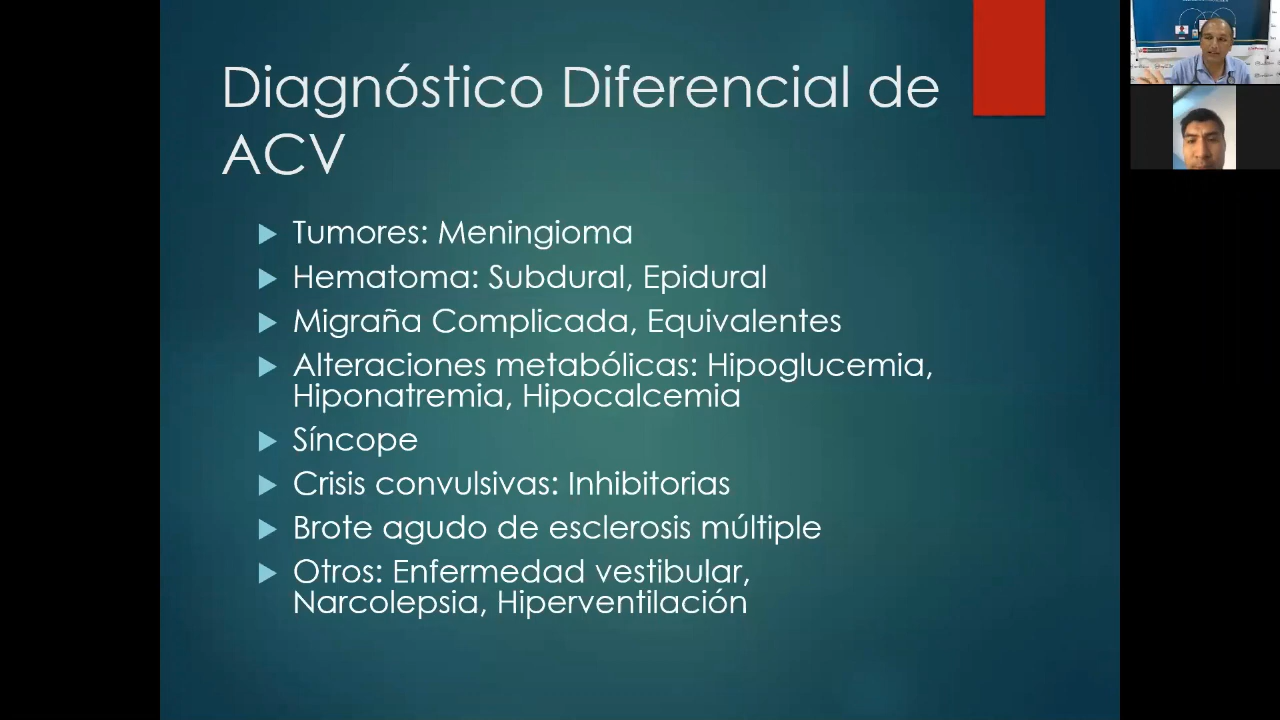 Diagnóstico Diferencial de
ACV
Tumores: Meningioma
Hematoma: Subdural, Epidural
Migraña Complicada, Equivalentes
Alteraciones metabólicas: Hipoglucemia,
Hiponatremia, Hipocalcemia
Síncope
Crisis convulsivas: Inhibitorias
Brote agudo de esclerosis múltiple
Otros: Enfermedad vestibular,
Narcolepsia, Hiperventilación